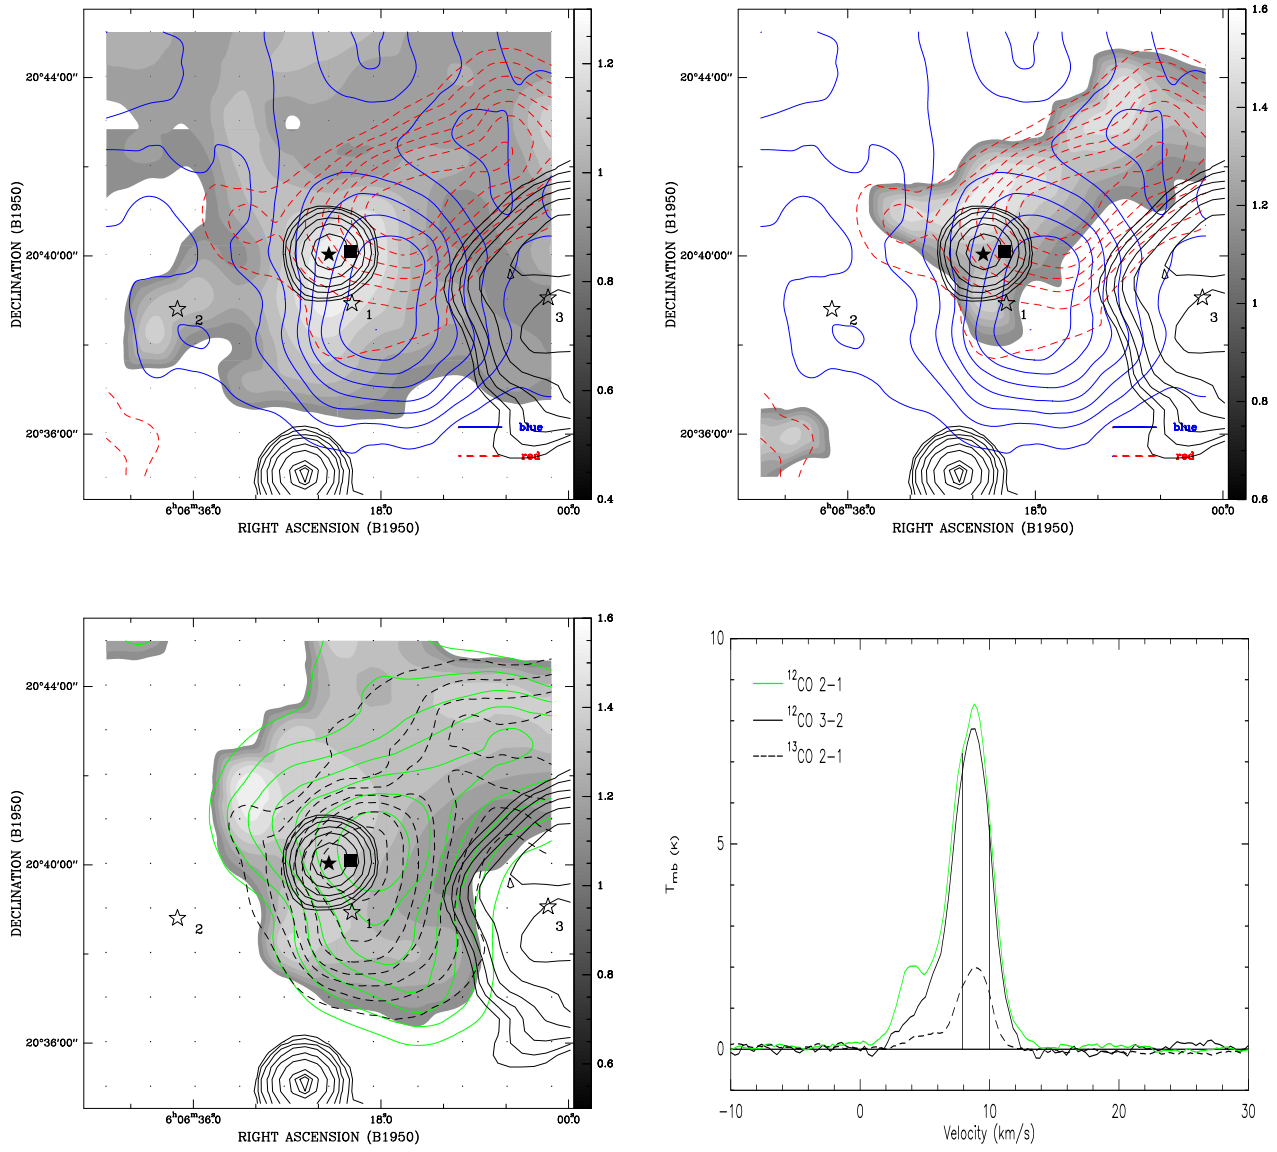 20°44′00″
20°40′00″
20°36′00″
DECLINATION (B1950)
6ʰ06ᵐ36ˢ.0
18ˢ.0
00ˢ.0
RIGHT ASCENSION (B1950)
1
2
3
blue
red
1.2
1
0.8
0.6
0.4
20°44′00″
20°40′00″
20°36′00″
DECLINATION (B1950)
6ʰ06ᵐ36ˢ.0
18ˢ.0
00ˢ.0
RIGHT ASCENSION (B1950)
1
2
3
blue
red
1.6
1.4
1.2
1
0.8
0.6
20°44′00″
20°40′00″
20°36′00″
DECLINATION (B1950)
6ʰ06ᵐ36ˢ.0
18ˢ.0
00ˢ.0
RIGHT ASCENSION (B1950)
1
2
3
1.6
1.4
1.2
1
0.8
0.6
10
5
0
T_mb (K)
¹²CO 2−1
¹²CO 3−2
¹³CO 2−1
−10
0
10
20
30
Velocity (km/s)